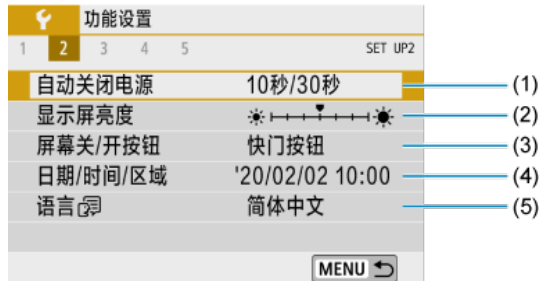 功能设置
1 2 3 4 5 SET UP2
自动关闭电源 10秒/30秒 (1)
显示屏亮度 (2)
屏幕关/开按钮 快门按钮 (3)
日期/时间/区域 '20/02/02 10:00 (4)
语言 简体中文 (5)
MENU